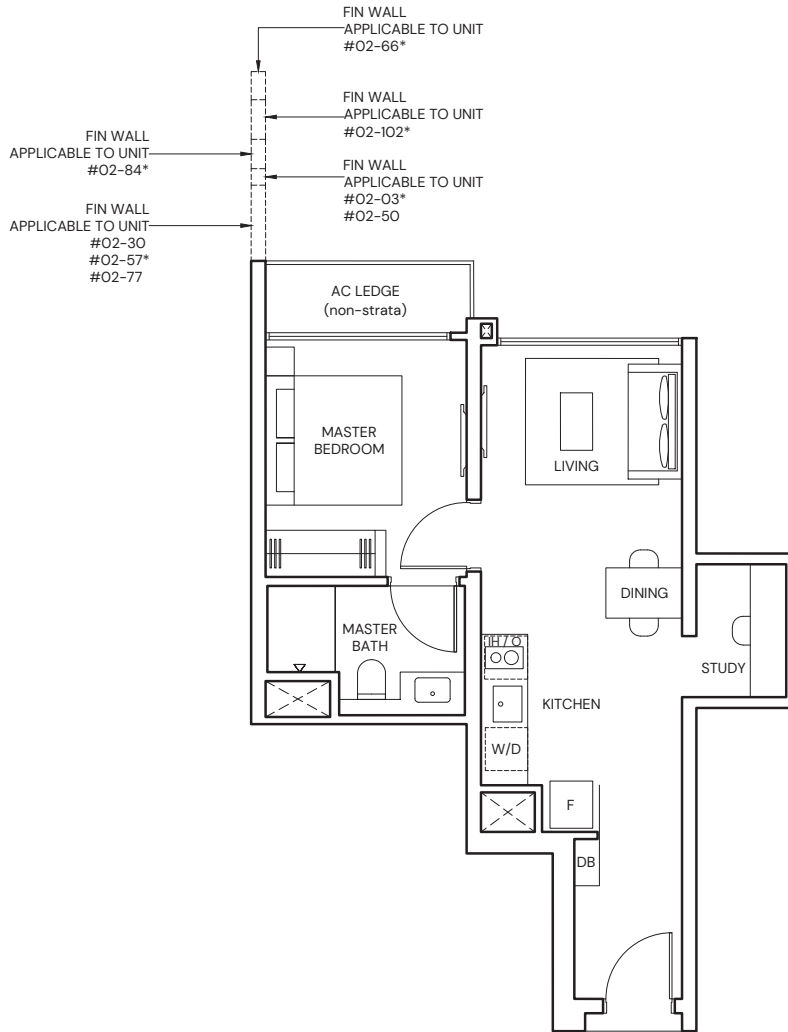 FIN WALL
APPLICABLE TO UNIT
#02-66*
FIN WALL
APPLICABLE TO UNIT
#02-102*
FIN WALL
APPLICABLE TO UNIT
#02-84*
FIN WALL
APPLICABLE TO UNIT
#02-03*
#02-50
FIN WALL
APPLICABLE TO UNIT
#02-30
#02-57*
#02-77
AC LEDGE
(non-strata)
MASTER
BEDROOM
LIVING
DINING
MASTER
BATH
IH / O
STUDY
KITCHEN
W/D
F
DB